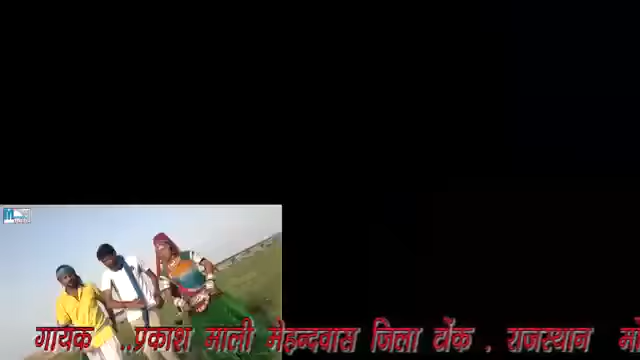 गायक ..प्रकाश माली मेहन्दवास जिला टोंक . राजस्थान